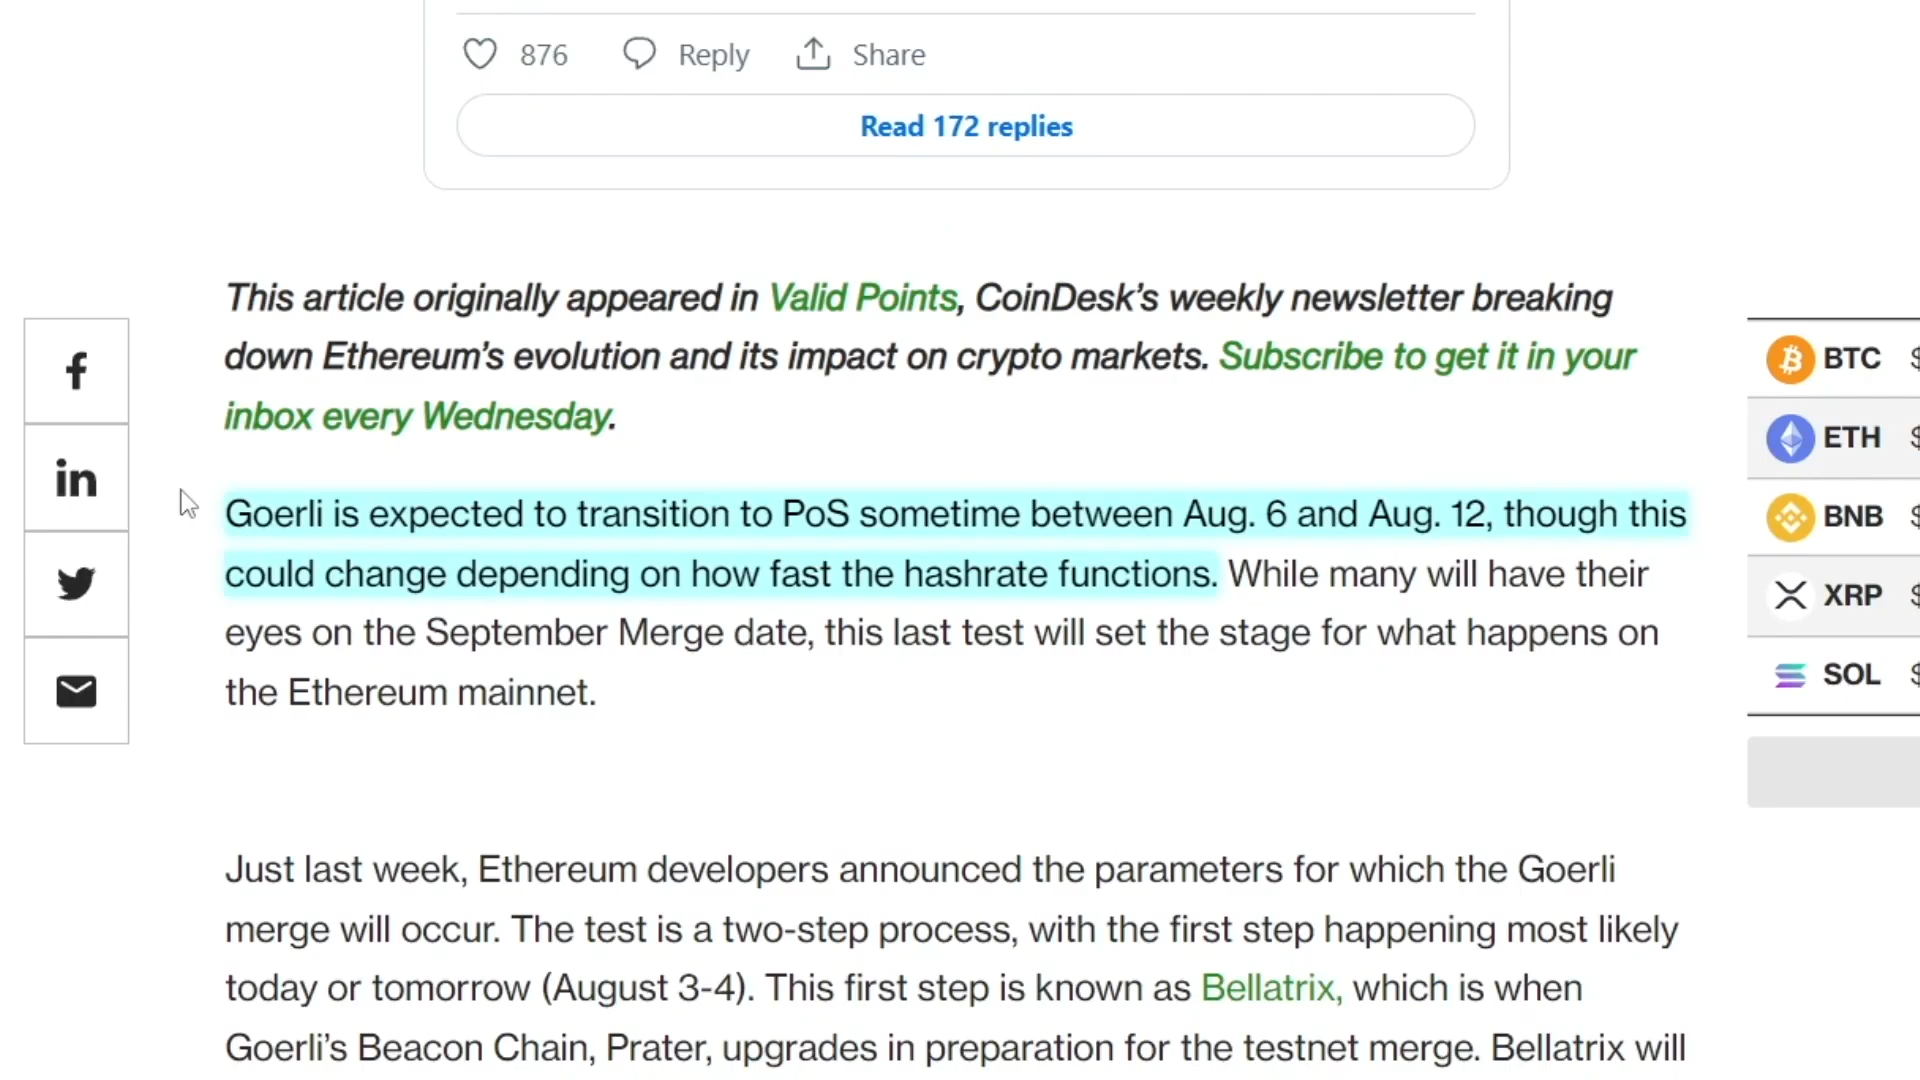 876 Reply Share
Read 172 replies
This article originally appeared in Valid Points, CoinDesk's weekly newsletter breaking
down Ethereum's evolution and its impact on crypto markets. Subscribe to get it in your
inbox every Wednesday.
Goerli is expected to transition to PoS sometime between Aug. 6 and Aug. 12, though this
could change depending on how fast the hashrate functions. While many will have their
eyes on the September Merge date, this last test will set the stage for what happens on
the Ethereum mainnet.
Just last week, Ethereum developers announced the parameters for which the Goerli
merge will occur. The test is a two-step process, with the first step happening most likely
today or tomorrow (August 3-4). This first step is known as Bellatrix, which is when
Goerli's Beacon Chain, Prater, upgrades in preparation for the testnet merge. Bellatrix will
f
in
BTC $
ETH $
BNB $
XRP $
SOL $